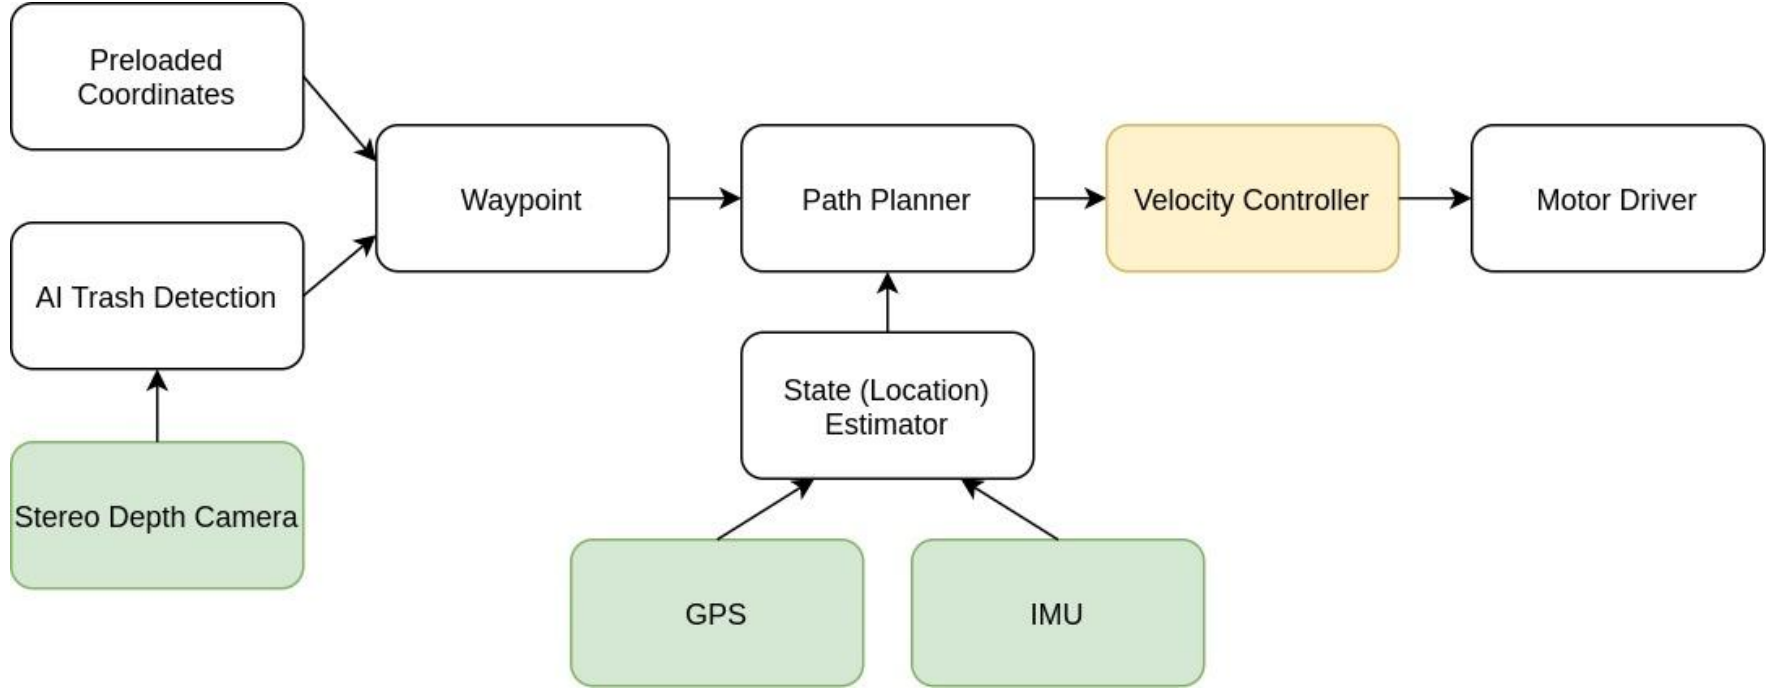 Preloaded
Coordinates
Waypoint
Path Planner
Velocity Controller
Motor Driver
AI Trash Detection
State (Location)
Estimator
Stereo Depth Camera
GPS
IMU